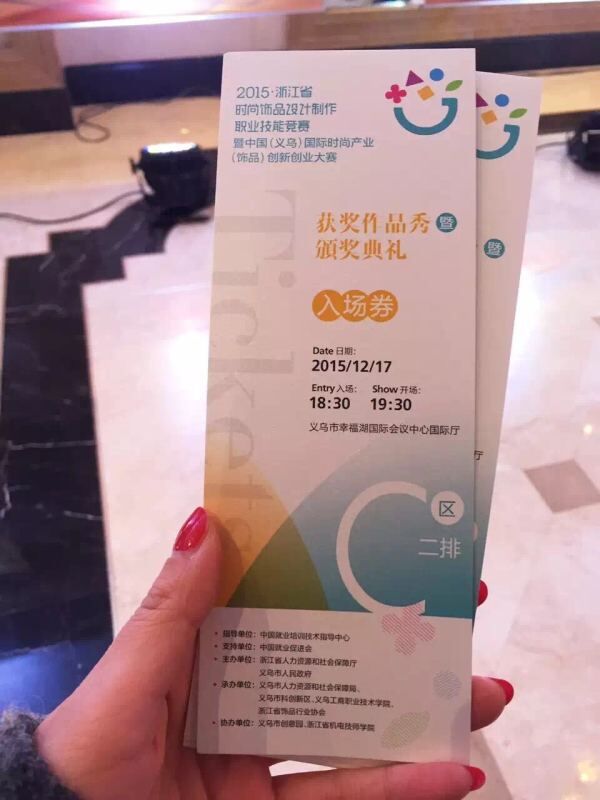 2015·浙江省
时尚饰品设计制作
职业技能竞赛
暨中国（义乌）国际时尚产业
（饰品）创新创业大赛
Tickets
获奖作品秀暨
颁奖典礼
暨
入场券
Date 日期：
2015/12/17
Entry 入场： Show 开场：
18:30 19:30
义乌市幸福湖国际会议中心国际厅
厅
C区
二排
• 指导单位：中国就业培训技术指导中心
• 支持单位：中国就业促进会
• 主办单位：浙江省人力资源和社会保障厅
义乌市人民政府
• 承办单位：义乌市人力资源和社会保障局、
义乌市科创新区、义乌工商职业技术学院、
浙江省饰品行业协会
• 协办单位：义乌市创意园、浙江省机电技师学院